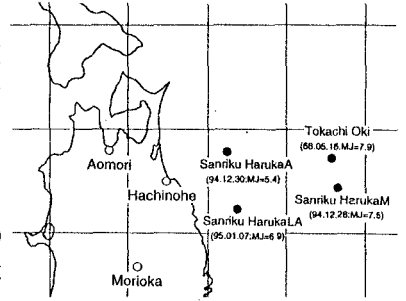 Tokachi Oki
(68.05.16,MJ=7.9)
Aomori
Sanriku HarukaA
(94.12.30;MJ=5.4)
Hachinohe
Sanriku HarukaM
(94.12.28;MJ=7.5)
Sanriku HarukaLA
(95.01.07;MJ=6.9)
Morioka